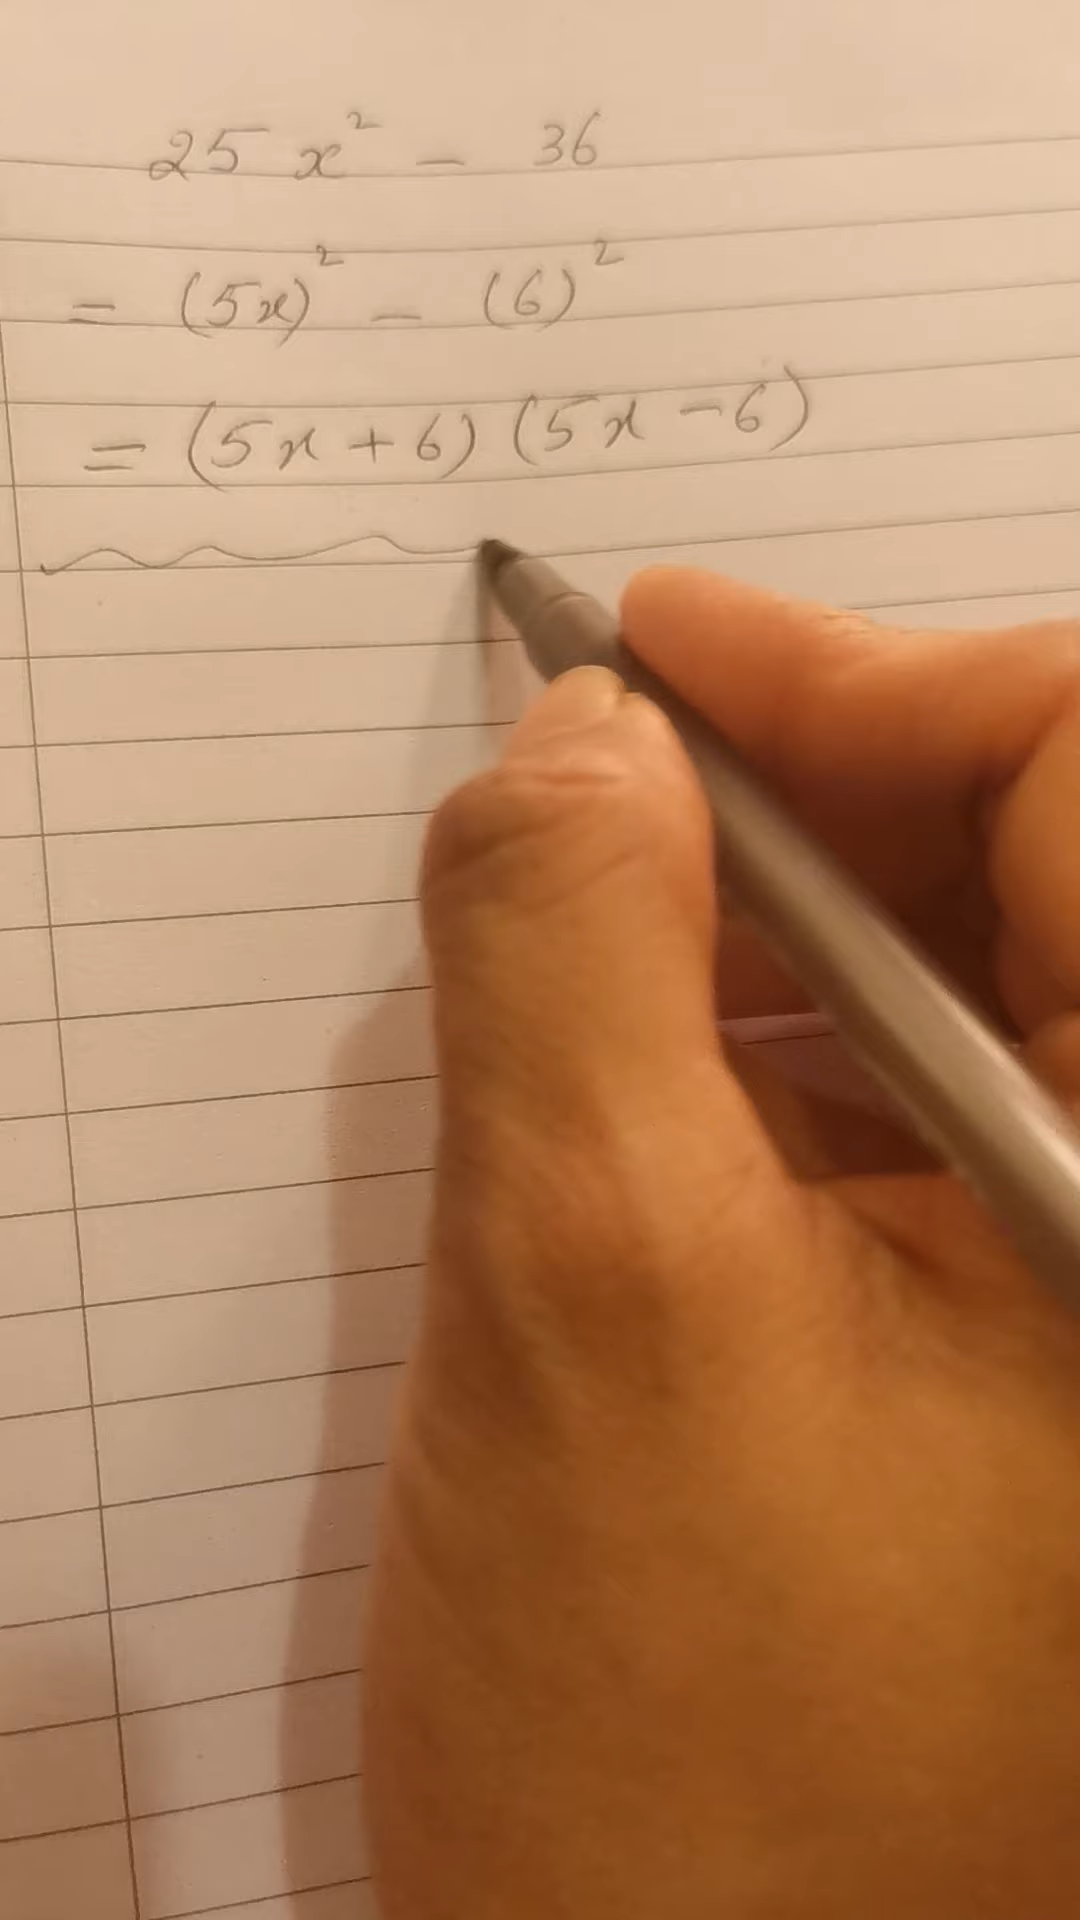 25x² - 36
= (5x)² - (6)²
= (5x+6)(5x-6)